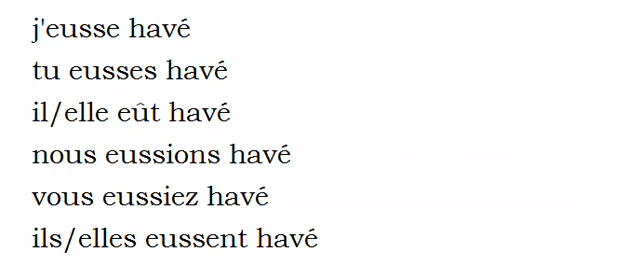 j'eusse havé
tu eusses havé
il/elle eût havé
nous eussions havé
vous eussiez havé
ils/elles eussent havé